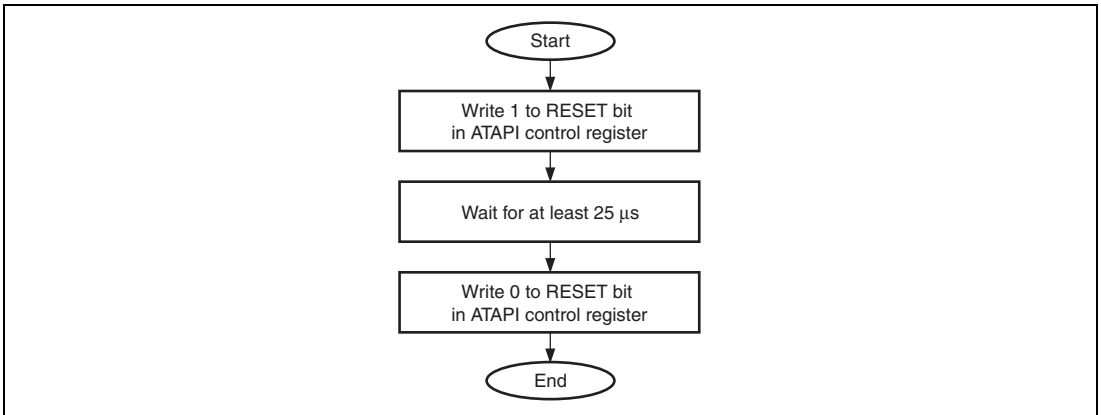 Start
Write 1 to RESET bit
in ATAPI control register
Wait for at least 25 μs
Write 0 to RESET bit
in ATAPI control register
End